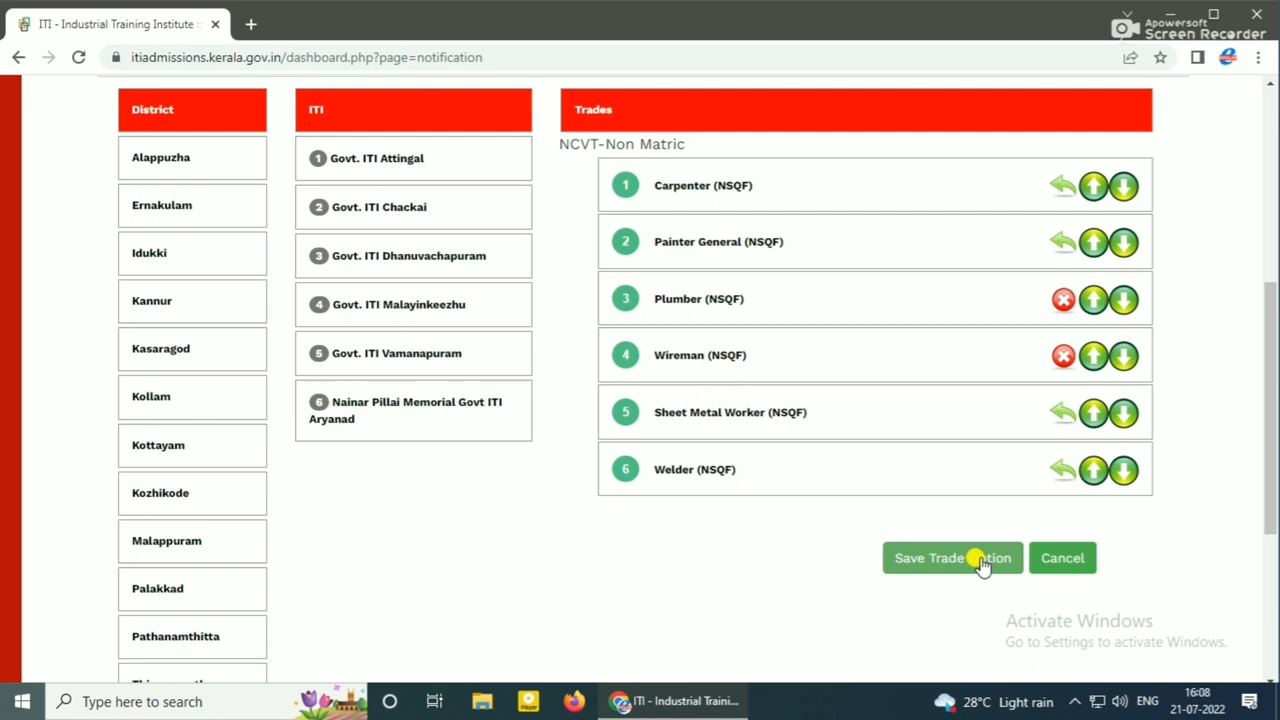 ITI - Industrial Training Institute ::
Apowersoft
Screen Recorder
itiadmissions.kerala.gov.in/dashboard.php?page=notification
District
ITI
Trades
NCVT-Non Matric
Alappuzha
Ernakulam
Idukki
Kannur
Kasaragod
Kollam
Kottayam
Kozhikode
Malappuram
Palakkad
Pathanamthitta
1 Govt. ITI Attingal
2 Govt. ITI Chackai
3 Govt. ITI Dhanuvachapuram
4 Govt. ITI Malayinkeezhu
5 Govt. ITI Vamanapuram
6 Nainar Pillai Memorial Govt ITI
Aryanad
1 Carpenter (NSQF)
2 Painter General (NSQF)
3 Plumber (NSQF)
4 Wireman (NSQF)
5 Sheet Metal Worker (NSQF)
6 Welder (NSQF)
Save Trade
Cancel
Activate Windows
Go to Settings to activate Windows.
Type here to search
ITI - Industrial Traini...
28°C Light rain
ENG
16:08
21-07-2022